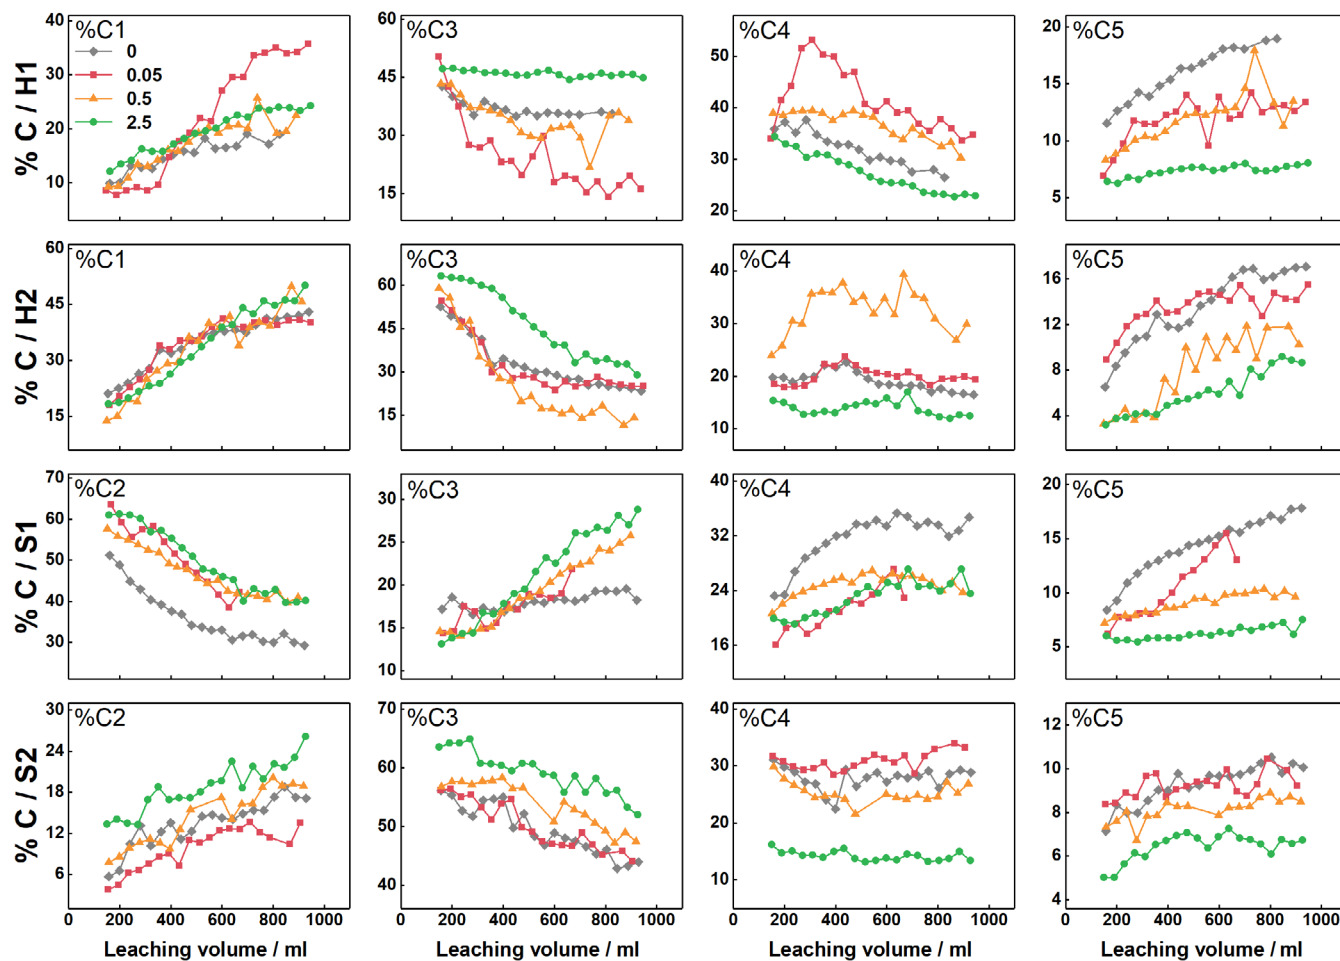 %C1
%C3
%C4
%C5
0
0.05
0.5
2.5
% C / H1
40
30
20
10
60
45
30
15
50
40
30
20
20
15
10
5
%C1
%C3
%C4
%C5
% C / H2
60
45
30
15
60
45
30
15
40
30
20
10
16
12
8
4
%C2
%C3
%C4
%C5
% C / S1
70
60
50
40
30
30
25
20
15
10
40
32
24
16
20
15
10
5
%C2
%C3
%C4
%C5
% C / S2
30
24
18
12
6
70
60
50
40
40
30
20
10
12
10
8
6
4
0 200 400 600 800 1000
0 200 400 600 800 1000
0 200 400 600 800 1000
0 200 400 600 800 1000
Leaching volume / ml
Leaching volume / ml
Leaching volume / ml
Leaching volume / ml